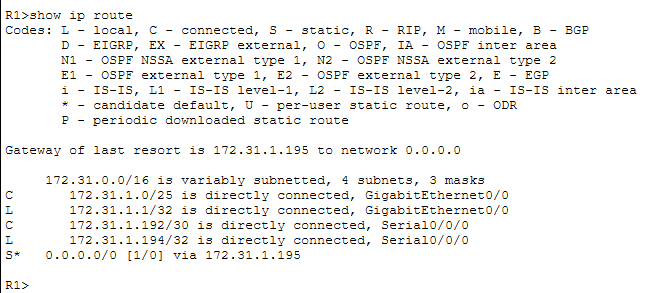 R1>show ip route
Codes: L - local, C - connected, S - static, R - RIP, M - mobile, B - BGP
       D - EIGRP, EX - EIGRP external, O - OSPF, IA - OSPF inter area
       N1 - OSPF NSSA external type 1, N2 - OSPF NSSA external type 2
       E1 - OSPF external type 1, E2 - OSPF external type 2, E - EGP
       i - IS-IS, L1 - IS-IS level-1, L2 - IS-IS level-2, ia - IS-IS inter area
       * - candidate default, U - per-user static route, o - ODR
       P - periodic downloaded static route
Gateway of last resort is 172.31.1.195 to network 0.0.0.0
     172.31.0.0/16 is variably subnetted, 4 subnets, 3 masks
C       172.31.1.0/25 is directly connected, GigabitEthernet0/0
L       172.31.1.1/32 is directly connected, GigabitEthernet0/0
C       172.31.1.192/30 is directly connected, Serial0/0/0
L       172.31.1.194/32 is directly connected, Serial0/0/0
S*   0.0.0.0/0 [1/0] via 172.31.1.195
R1>